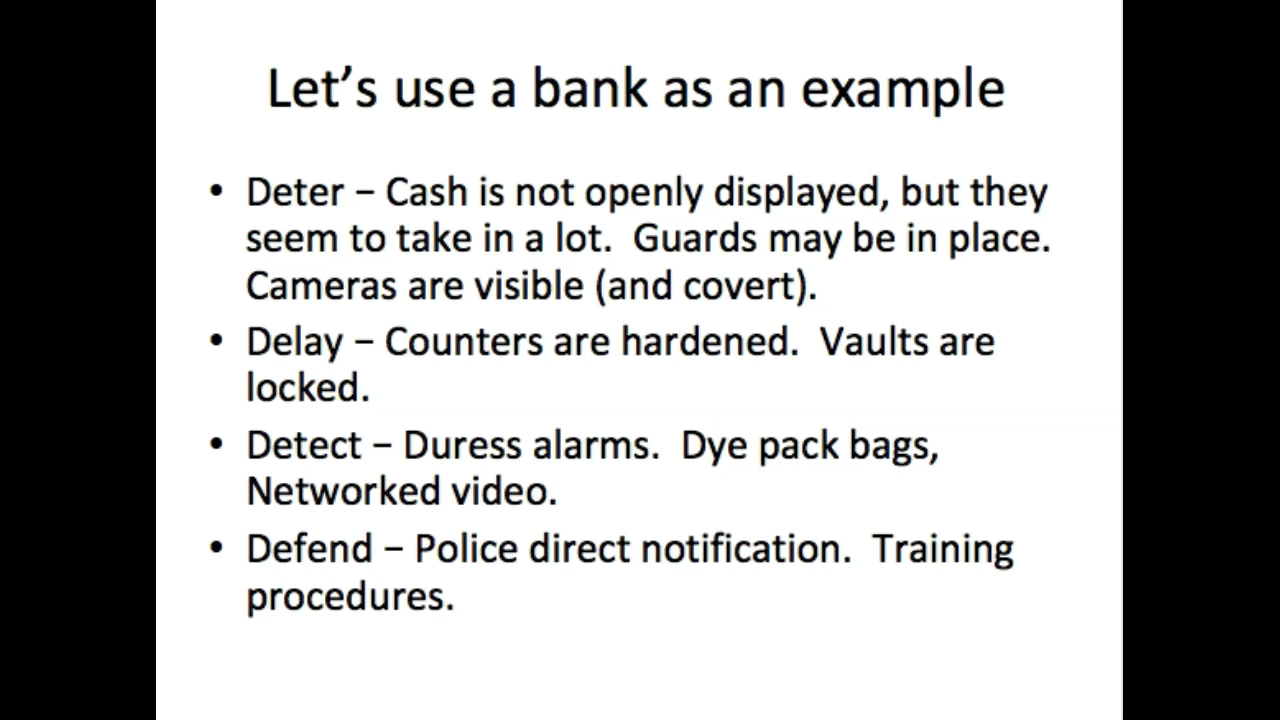 Let’s use a bank as an example
• Deter – Cash is not openly displayed, but they
seem to take in a lot.  Guards may be in place.
Cameras are visible (and covert).
• Delay – Counters are hardened.  Vaults are
locked.
• Detect – Duress alarms.  Dye pack bags,
Networked video.
• Defend – Police direct notification.  Training
procedures.